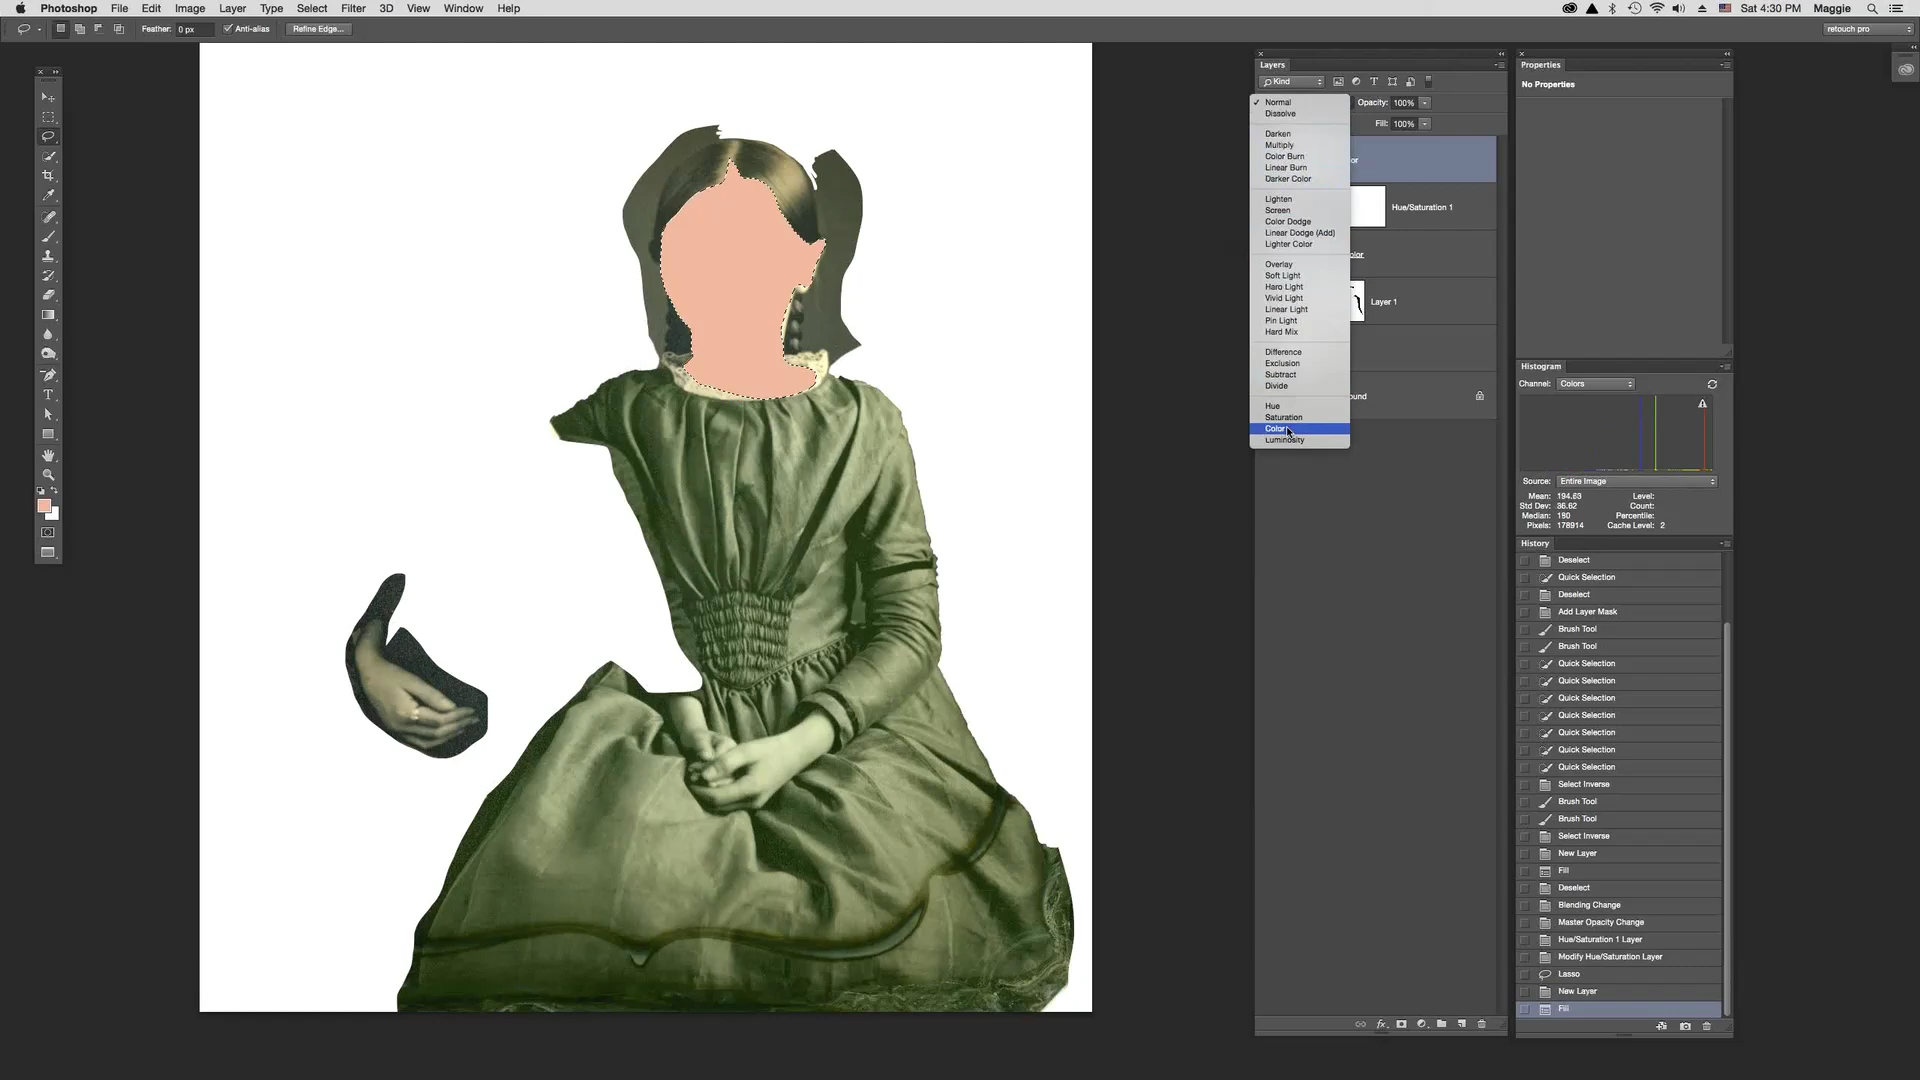 Photoshop File Edit Image Layer Type Select Filter 3D View Window Help Sat 4:30 PM Maggie
Feather: 0 px Anti-alias Refine Edge... retouch pro
Layers
Kind
Normal
Opacity: 100%
Dissolve
Fill: 100%
Darken
Multiply
Color Burn
Linear Burn
Darker Color
Lighten
Screen
Color Dodge
Linear Dodge (Add)
Lighter Color
Overlay
Soft Light
Hard Light
Vivid Light
Linear Light
Pin Light
Hard Mix
Difference
Exclusion
Subtract
Divide
Hue
Saturation
Color
Luminosity
or
Hue/Saturation 1
olor
Layer 1
ound
Properties
No Properties
Histogram
Channel: Colors
Source: Entire Image
Mean: 194.63 Level:
Std Dev: 36.62 Count:
Median: 180 Percentile:
Pixels: 178914 Cache Level: 2
History
Deselect
Quick Selection
Deselect
Add Layer Mask
Brush Tool
Brush Tool
Quick Selection
Quick Selection
Quick Selection
Quick Selection
Quick Selection
Quick Selection
Quick Selection
Select Inverse
Brush Tool
Brush Tool
Select Inverse
New Layer
Fill
Deselect
Blending Change
Master Opacity Change
Hue/Saturation 1 Layer
Modify Hue/Saturation Layer
Lasso
New Layer
Fill